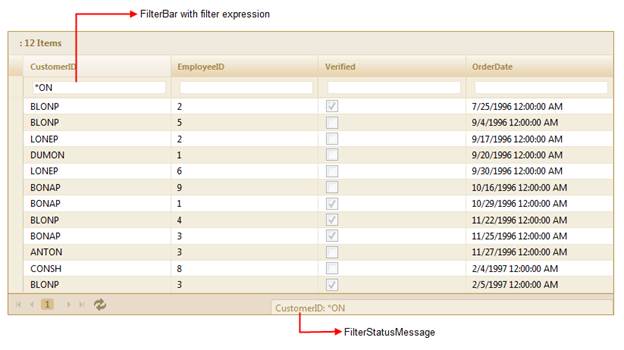 FilterBar with filter expression
: 12 Items
CustomerID EmployeeID Verified OrderDate
*ON
BLONP 2 7/25/1996 12:00:00 AM
BLONP 5 9/4/1996 12:00:00 AM
LONEP 2 9/17/1996 12:00:00 AM
DUMON 1 9/20/1996 12:00:00 AM
LONEP 6 9/30/1996 12:00:00 AM
BONAP 9 10/16/1996 12:00:00 AM
BONAP 1 10/29/1996 12:00:00 AM
BLONP 4 11/22/1996 12:00:00 AM
BONAP 3 11/25/1996 12:00:00 AM
ANTON 3 11/27/1996 12:00:00 AM
CONSH 8 2/4/1997 12:00:00 AM
BLONP 3 2/5/1997 12:00:00 AM
1 CustomerID: *ON
FilterStatusMessage